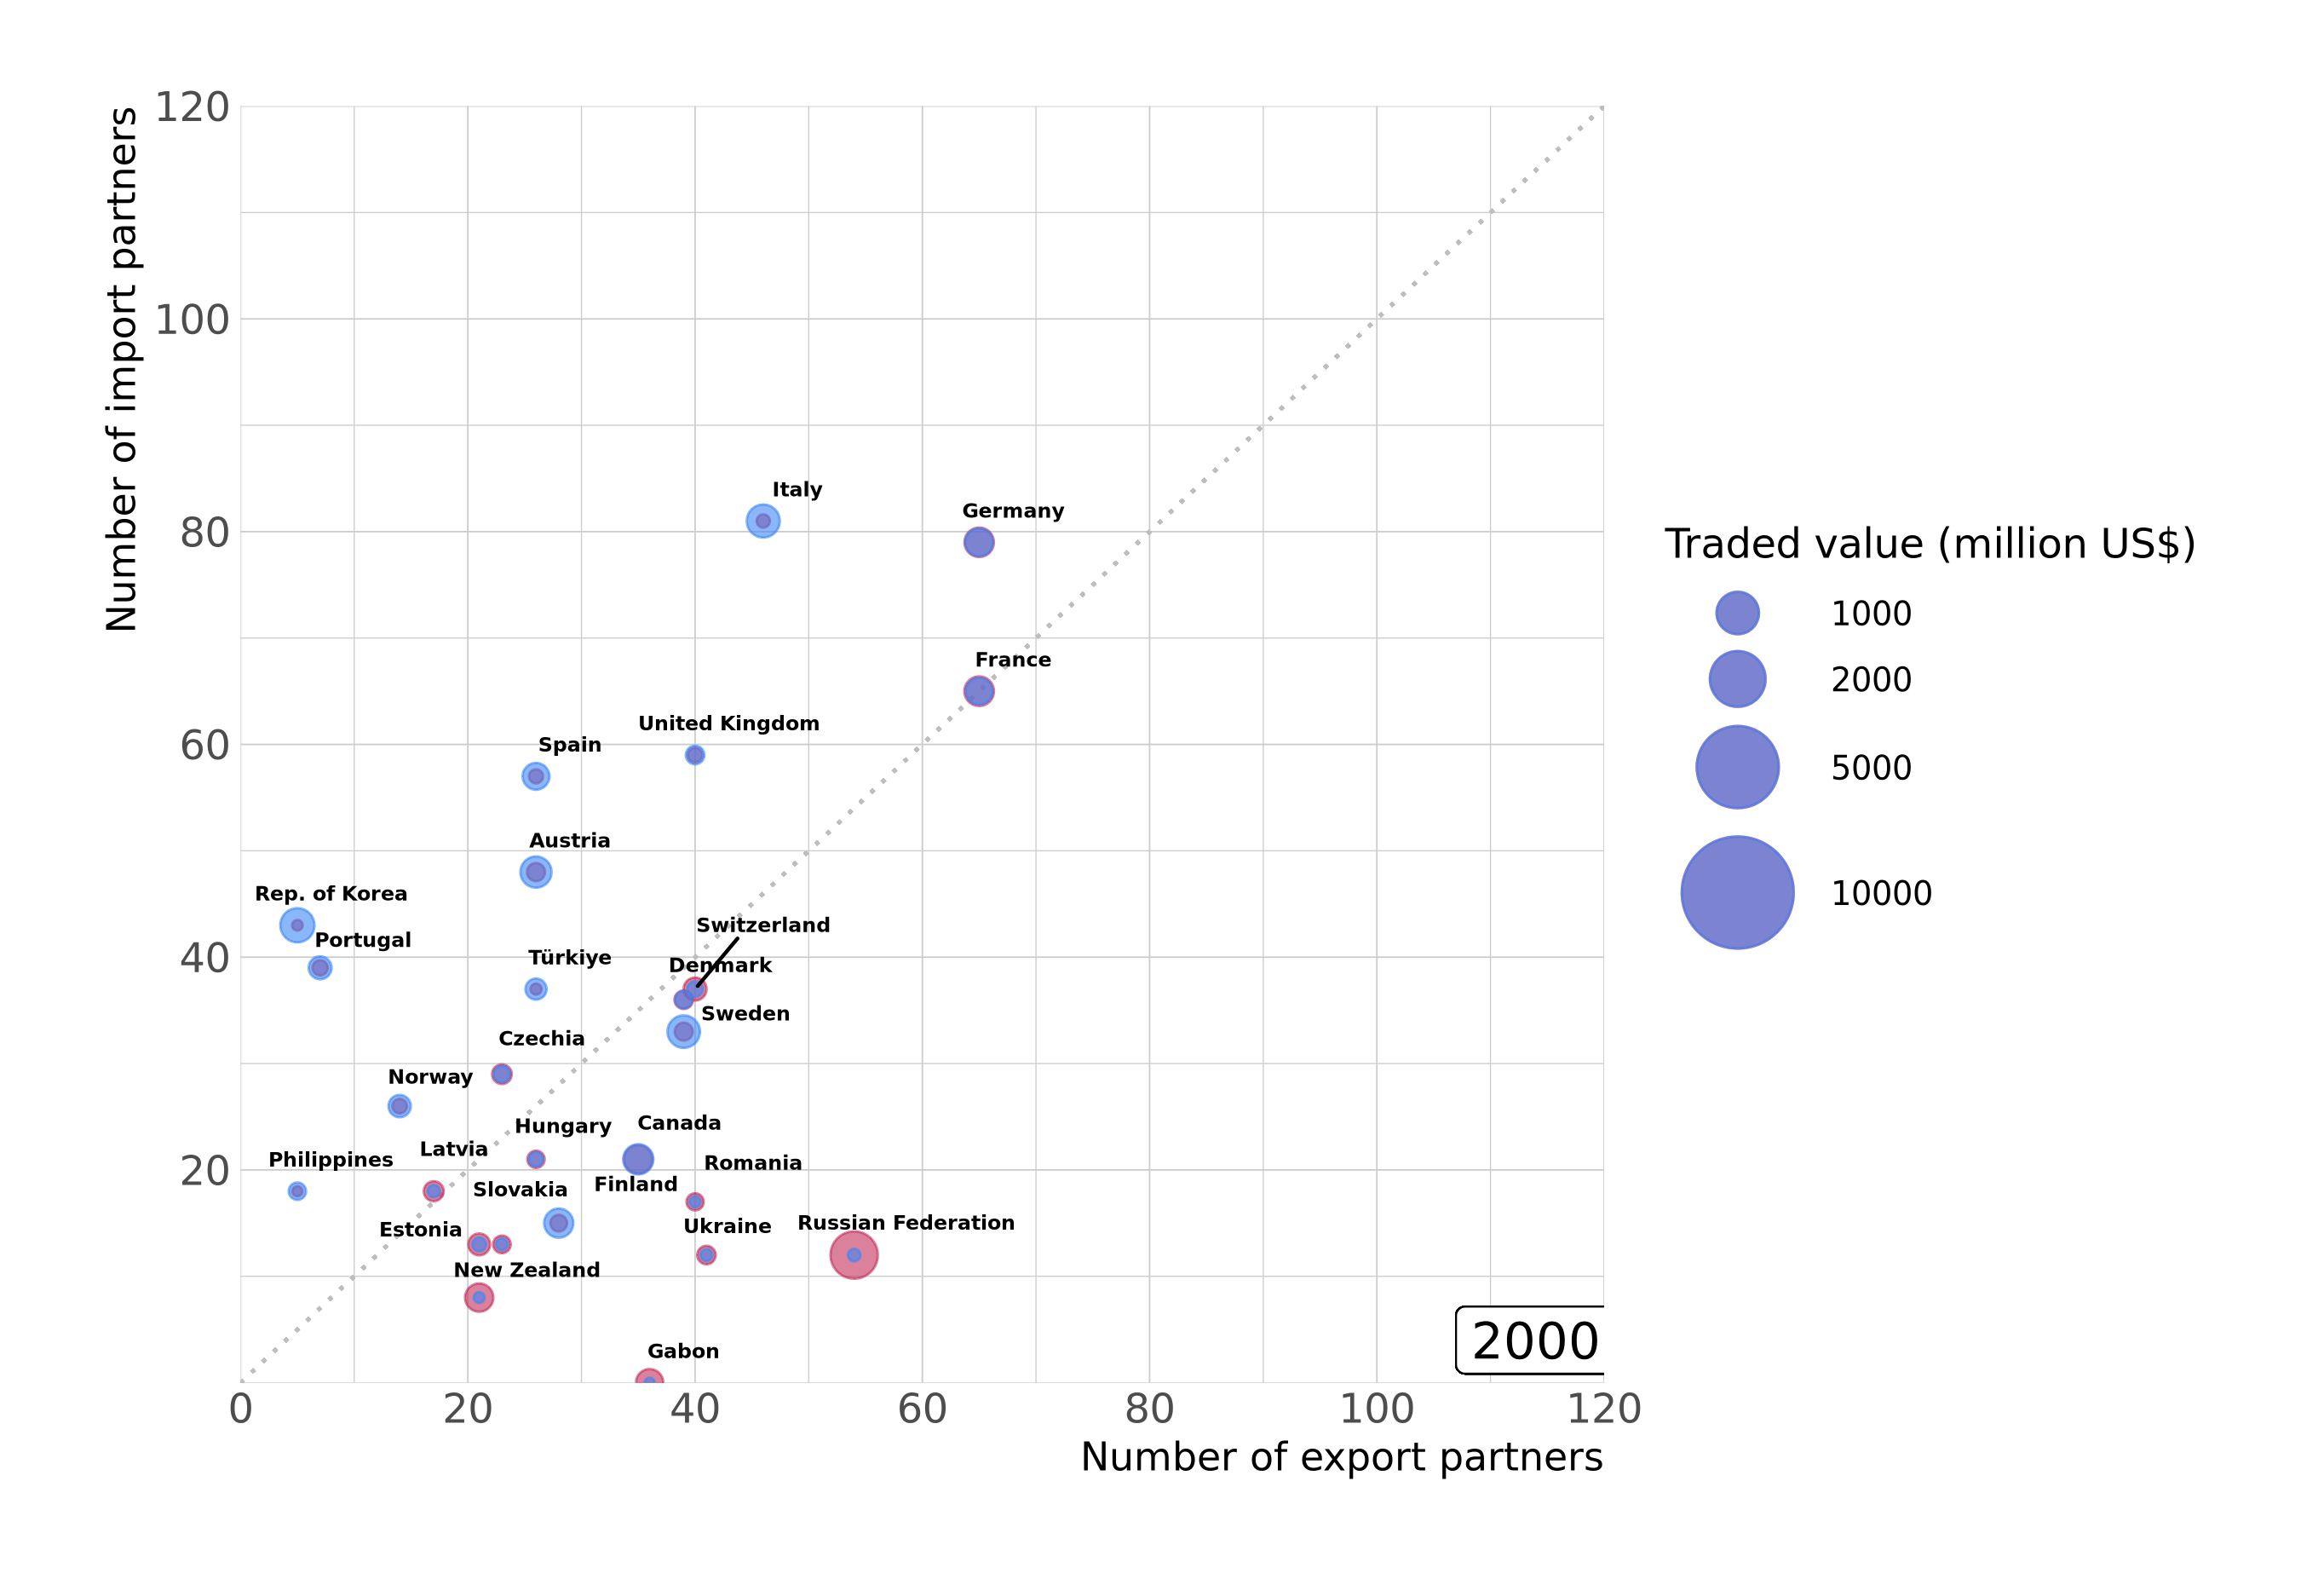 120
100
80
60
40
20
Number of import partners
Italy
Germany
France
United Kingdom
Spain
Austria
Rep. of Korea
Portugal
Switzerland
Türkiye
Denmark
Sweden
Czechia
Norway
Hungary
Canada
Latvia
Philippines
Romania
Finland
Slovakia
Estonia
Ukraine
Russian Federation
New Zealand
Gabon
2000
0
20
40
60
80
100
120
Number of export partners
Traded value (million US$)
1000
2000
5000
10000